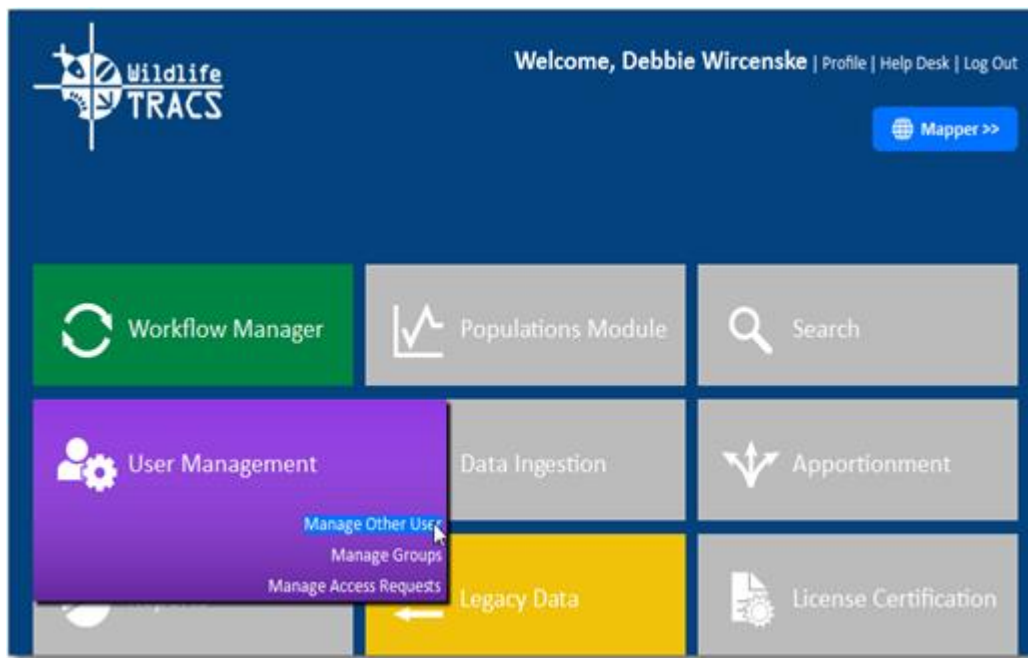 Wildlife
TRACS
Welcome, Debbie Wircenske | Profile | Help Desk | Log Out
Mapper >>
Workflow Manager
Populations Module
Search
User Management
Manage Other User
Manage Groups
Manage Access Requests
Data Ingestion
Apportionment
Legacy Data
License Certification